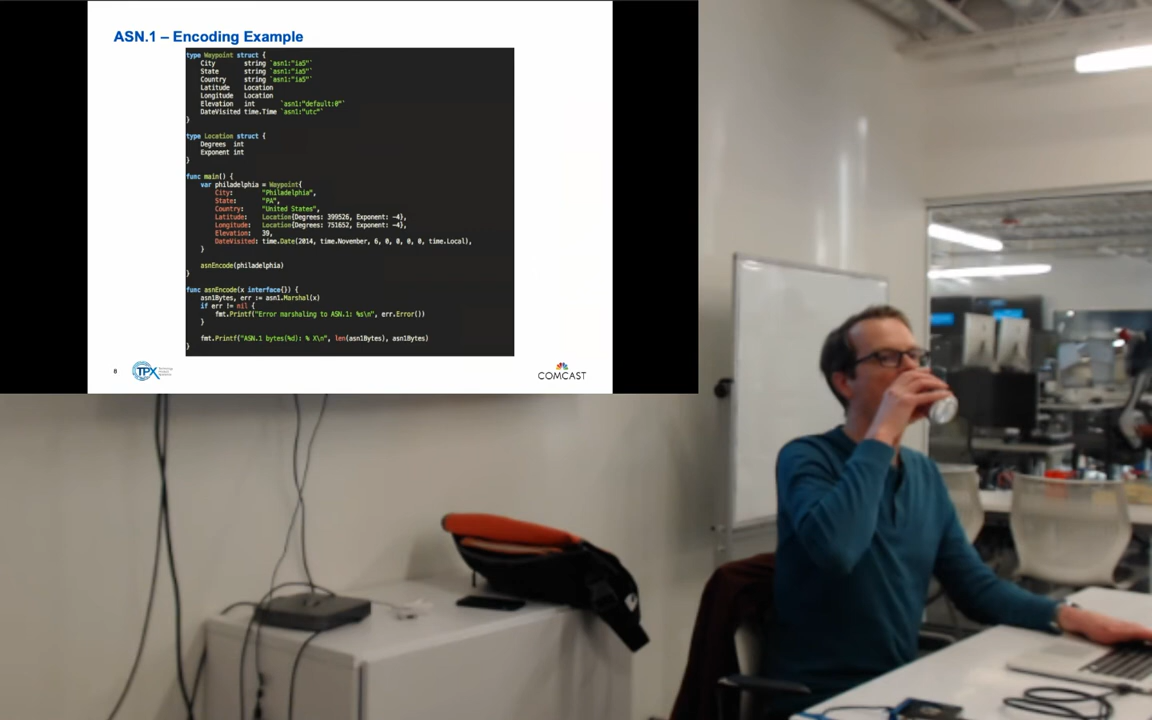 ASN.1 – Encoding Example
type Waypoint struct {
City string `asn1:"ia5"`
State string `asn1:"ia5"`
Country string `asn1:"ia5"`
Latitude Location
Longitude Location
Elevation int `asn1:"default:0"`
DateVisited time.Time `asn1:"utc"`
}
type Location struct {
Degrees int
Exponent int
}
func main() {
var philadelphia = Waypoint{
City: "Philadelphia",
State: "PA",
Country: "United States",
Latitude: Location{Degrees: 399526, Exponent: -4},
Longitude: Location{Degrees: 751652, Exponent: -4},
Elevation: 39,
DateVisited: time.Date(2014, time.November, 6, 0, 0, 0, 0, time.Local),
}
asnEncode(philadelphia)
}
func asnEncode(x interface{}) {
asn1Bytes, err := asn1.Marshal(x)
if err != nil {
fmt.Printf("Error marshaling to ASN.1: %s\n", err.Error())
}
fmt.Printf("ASN.1 bytes(%d): % X\n", len(asn1Bytes), asn1Bytes)
}
8
TPX
COMCAST